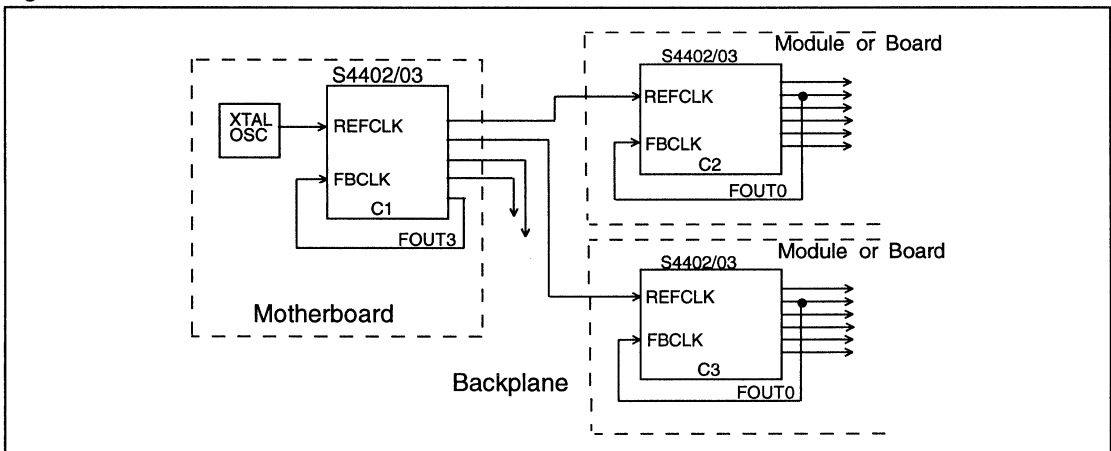 Module or Board
S4402/03
S4402/03
XTAL
OSC
REFCLK
FBCLK
C1
FOUT3
Motherboard
REFCLK
FBCLK
C2
FOUT0
Module or Board
S4402/03
REFCLK
FBCLK
C3
FOUT0
Backplane